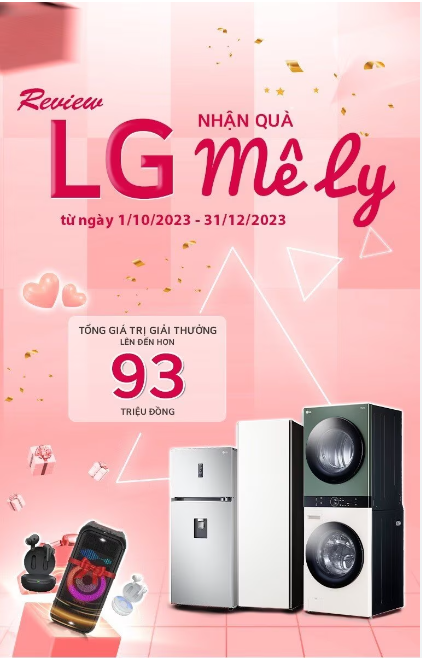 Review
NHẬN QUÀ
LG Mê ly
từ ngày 1/10/2023 - 31/12/2023
TỔNG GIÁ TRỊ GIẢI THƯỞNG
LÊN ĐẾN HƠN
93
TRIỆU ĐỒNG